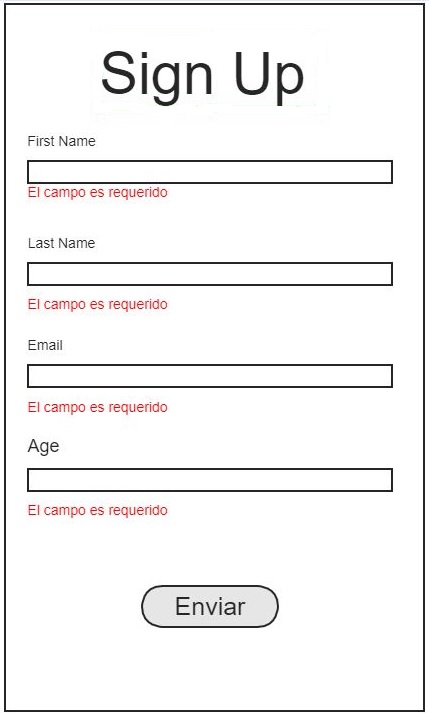 Sign Up
First Name
El campo es requerido
Last Name
El campo es requerido
Email
El campo es requerido
Age
El campo es requerido
Enviar